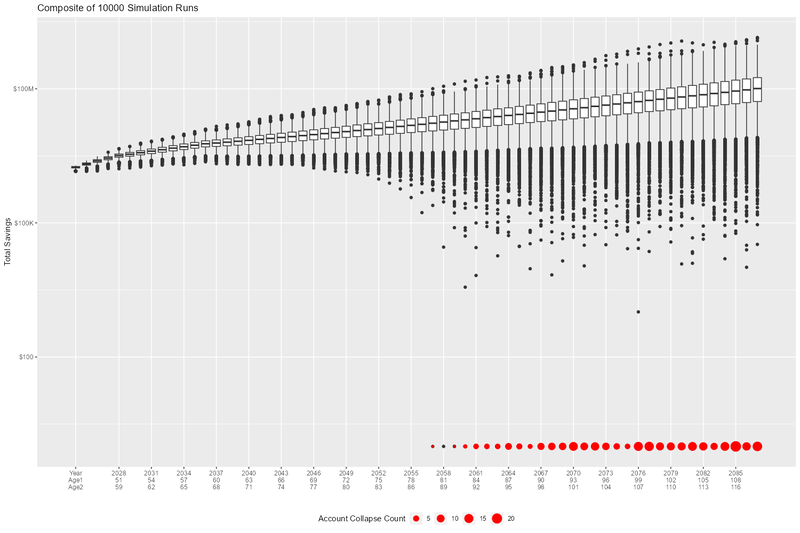 Composite of 10000 Simulation Runs
$100M
$100K
$100
Total Savings
Year 2028 2031 2034 2037 2040 2043 2046 2049 2052 2055 2058 2061 2064 2067 2070 2073 2076 2079 2082 2085
Age1 51 54 57 60 63 66 69 72 75 78 81 84 87 90 93 96 99 102 105 108
Age2 59 62 65 68 71 74 77 80 83 86 89 92 95 98 101 104 107 110 113 116
Account Collapse Count 5 10 15 20